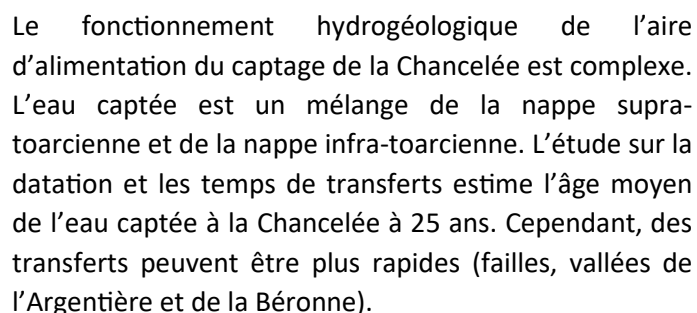 Le fonctionnement hydrogéologique de l’aire
d’alimentation du captage de la Chancelée est complexe.
L’eau captée est un mélange de la nappe supra-
toarcienne et de la nappe infra-toarcienne. L’étude sur la
datation et les temps de transferts estime l’âge moyen
de l’eau captée à la Chancelée à 25 ans. Cependant, des
transferts peuvent être plus rapides (failles, vallées de
l’Argentière et de la Béronne).